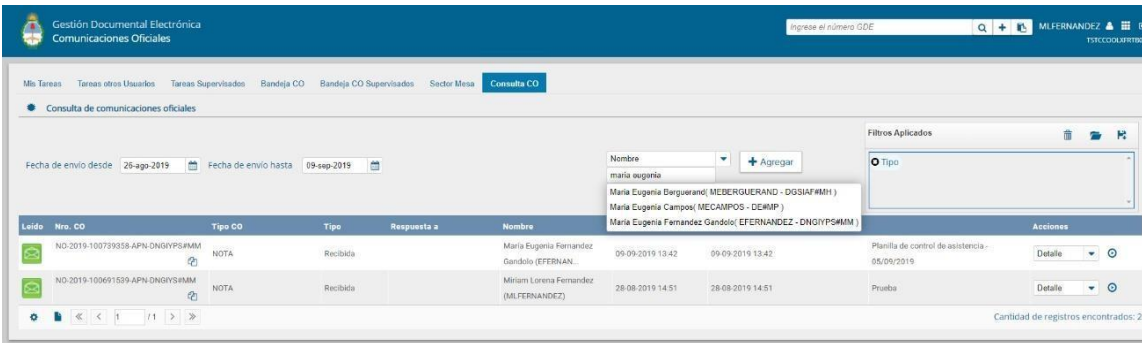 Gestión Documental Electrónica
Comunicaciones Oficiales
Ingrese el número GDE
MLFERNANDEZ
Mis Tareas Tareas otros Usuarios Tareas Supervisados Bandeja CO Bandeja CO Supervisados Sector Mesa Consulta CO
Consulta de comunicaciones oficiales
Filtros Aplicados
Fecha de envío desde 26-ago-2019 Fecha de envío hasta 09-sep-2019
Nombre
Agregar
Tipo
maria eugenia
María Eugenia Berguerand( MEBERGUERAND - DGSIAF#MH )
María Eugenia Campos( MECAMPOS - DE#MP )
María Eugenia Fernandez Gandolo( EFERNANDEZ - DNGIYPS#MM )
Leído Nro. CO Tipo CO Tipo Respuesta a Nombre Acciones
NO-2019-100739358-APN-DNGIYPS#MM NOTA Recibida María Eugenia Fernandez Gandolo (EFERNAN... 09-09-2019 13:42 09-09-2019 13:42 Planilla de control de asistencia - 05/09/2019 Detalle
NO-2019-100691539-APN-DNGIYS#MM NOTA Recibida Miriam Lorena Fernandez (MLFERNANDEZ) 28-08-2019 14:51 28-08-2019 14:51 Prueba Detalle
1 / 1
Cantidad de registros encontrados: 2